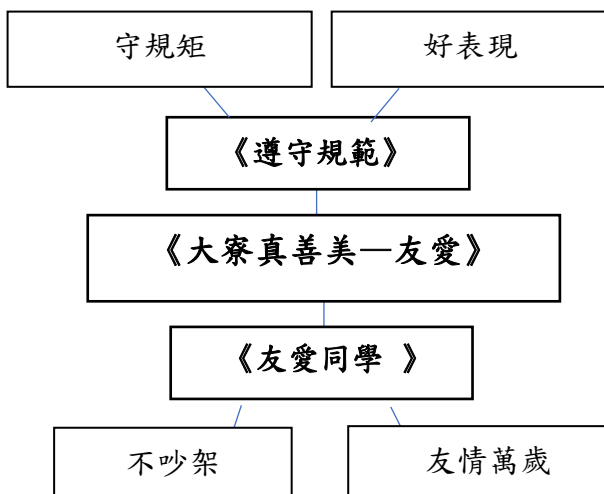 守規矩
好表現
《遵守規範》
《大寮真善美—友愛》
《友愛同學 》
不吵架
友情萬歲